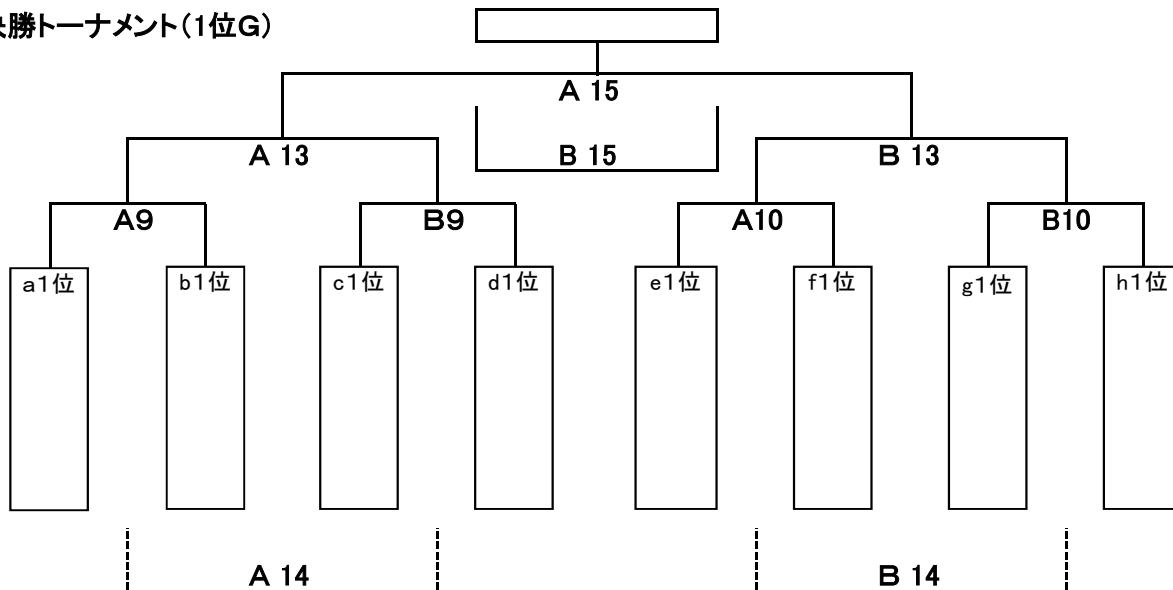 決勝トーナメント(1位G)
A 15
A 13
B 15
B 13
A9
B9
A10
B10
a1位
b1位
c1位
d1位
e1位
f1位
g1位
h1位
A 14
B 14